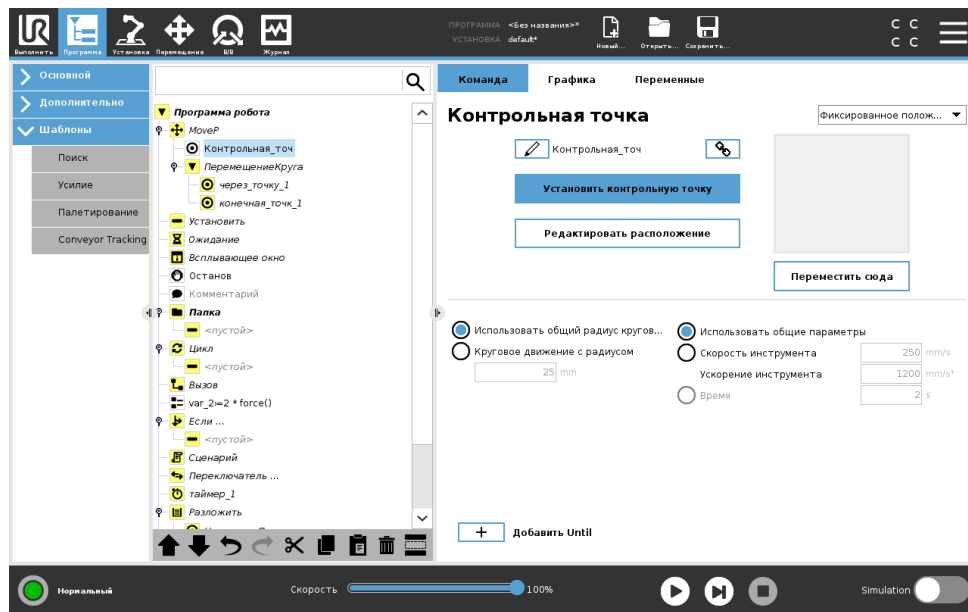 ПРОГРАММА <Без названия>*
УСТАНОВКА default*
Выполнить Программа Установка Перемещение В/В Журнал
Новый... Открыть... Сохранить...
C C
C C
Основной
Дополнительно
Шаблоны
Поиск
Усилие
Палетирование
Conveyor Tracking
Программа робота
MoveP
Контрольная_точ
ПеремещениеКруга
через_точку_1
конечная_точк_1
Установить
Ожидание
Всплывающее окно
Останов
Комментарий
Папка
<пустой>
Цикл
<пустой>
Вызов
var_2:=2 * force()
Если ...
<пустой>
Сценарий
Переключатель ...
таймер_1
Разложить
Команда Графика Переменные
Контрольная точка
Фиксированное полож...
Контрольная_точ
Установить контрольную точку
Редактировать расположение
Переместить сюда
Использовать общий радиус кругов...
Круговое движение с радиусом
25 mm
Использовать общие параметры
Скорость инструмента 250 mm/s
Ускорение инструмента 1200 mm/s²
Время 2 s
+ Добавить Until
Нормальный
Скорость 100%
Simulation